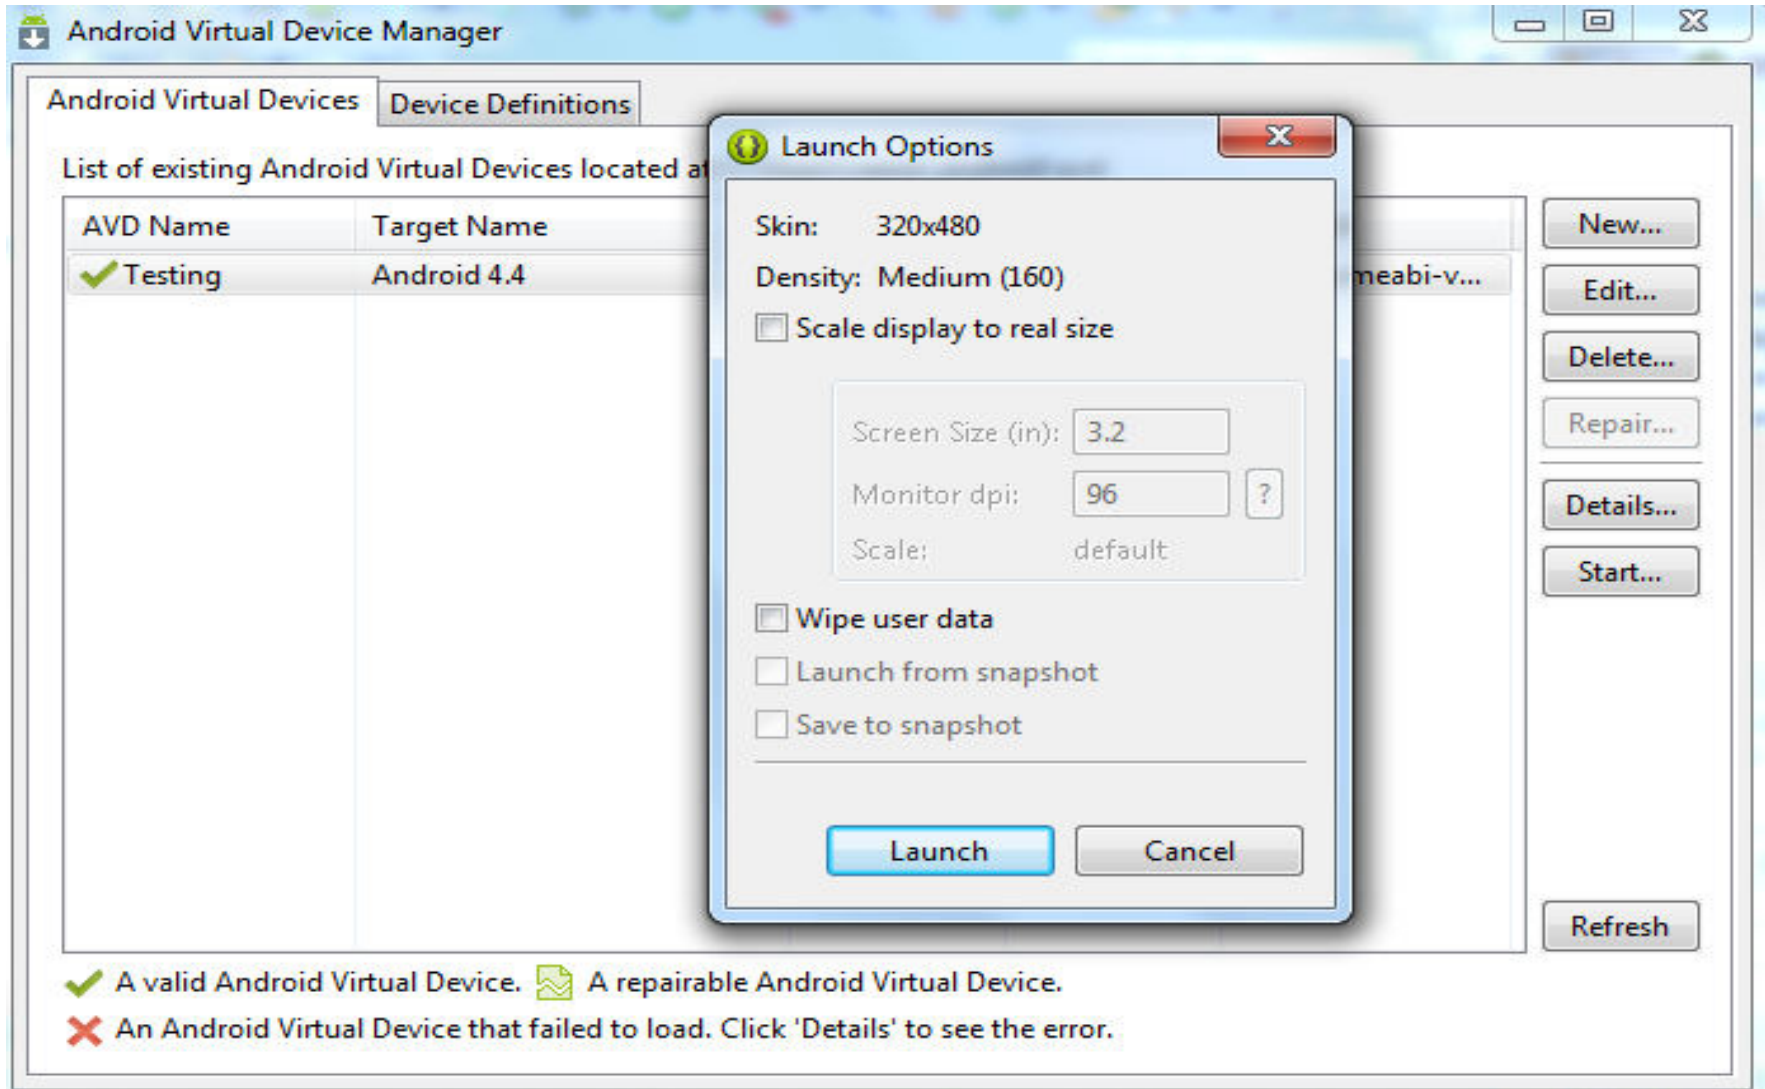 Android Virtual Device Manager
Android Virtual Devices
Device Definitions
List of existing Android Virtual Devices located at
AVD Name
Target Name
Testing
Android 4.4
meabi-v...
New...
Edit...
Delete...
Repair...
Details...
Start...
Refresh
Launch Options
Skin: 320x480
Density: Medium (160)
Scale display to real size
Screen Size (in): 3.2
Monitor dpi: 96 ?
Scale: default
Wipe user data
Launch from snapshot
Save to snapshot
Launch
Cancel
A valid Android Virtual Device. A repairable Android Virtual Device.
An Android Virtual Device that failed to load. Click 'Details' to see the error.